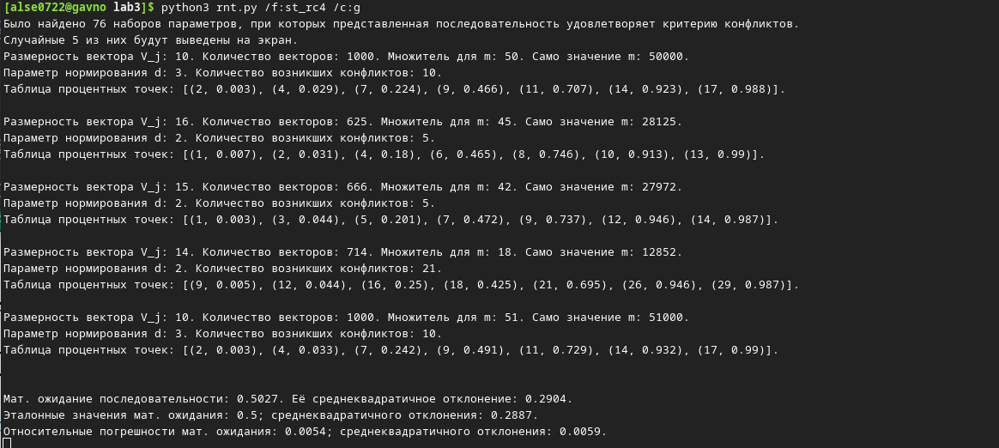 [alse0722@gavno lab3]$ python3 rnt.py /f:st_rc4 /c:g
Было найдено 76 наборов параметров, при которых представленная последовательность удовлетворяет критерию конфликтов.
Случайные 5 из них будут выведены на экран.
Размерность вектора V_j: 10. Количество векторов: 1000. Множитель для m: 50. Само значение m: 50000.
Параметр нормирования d: 3. Количество возникших конфликтов: 10.
Таблица процентных точек: [(2, 0.003), (4, 0.029), (7, 0.224), (9, 0.466), (11, 0.707), (14, 0.923), (17, 0.988)].
Размерность вектора V_j: 16. Количество векторов: 625. Множитель для m: 45. Само значение m: 28125.
Параметр нормирования d: 2. Количество возникших конфликтов: 5.
Таблица процентных точек: [(1, 0.007), (2, 0.031), (4, 0.18), (6, 0.465), (8, 0.746), (10, 0.913), (13, 0.99)].
Размерность вектора V_j: 15. Количество векторов: 666. Множитель для m: 42. Само значение m: 27972.
Параметр нормирования d: 2. Количество возникших конфликтов: 5.
Таблица процентных точек: [(1, 0.003), (3, 0.044), (5, 0.201), (7, 0.472), (9, 0.737), (12, 0.946), (14, 0.987)].
Размерность вектора V_j: 14. Количество векторов: 714. Множитель для m: 18. Само значение m: 12852.
Параметр нормирования d: 2. Количество возникших конфликтов: 21.
Таблица процентных точек: [(9, 0.005), (12, 0.044), (16, 0.25), (18, 0.425), (21, 0.695), (26, 0.946), (29, 0.987)].
Размерность вектора V_j: 10. Количество векторов: 1000. Множитель для m: 51. Само значение m: 51000.
Параметр нормирования d: 3. Количество возникших конфликтов: 10.
Таблица процентных точек: [(2, 0.003), (4, 0.033), (7, 0.242), (9, 0.491), (11, 0.729), (14, 0.932), (17, 0.99)].
Мат. ожидание последовательности: 0.5027. Её среднеквадратичное отклонение: 0.2904.
Эталонные значения мат. ожидания: 0.5; среднеквадратичного отклонения: 0.2887.
Относительные погрешности мат. ожидания: 0.0054; среднеквадратичного отклонения: 0.0059.